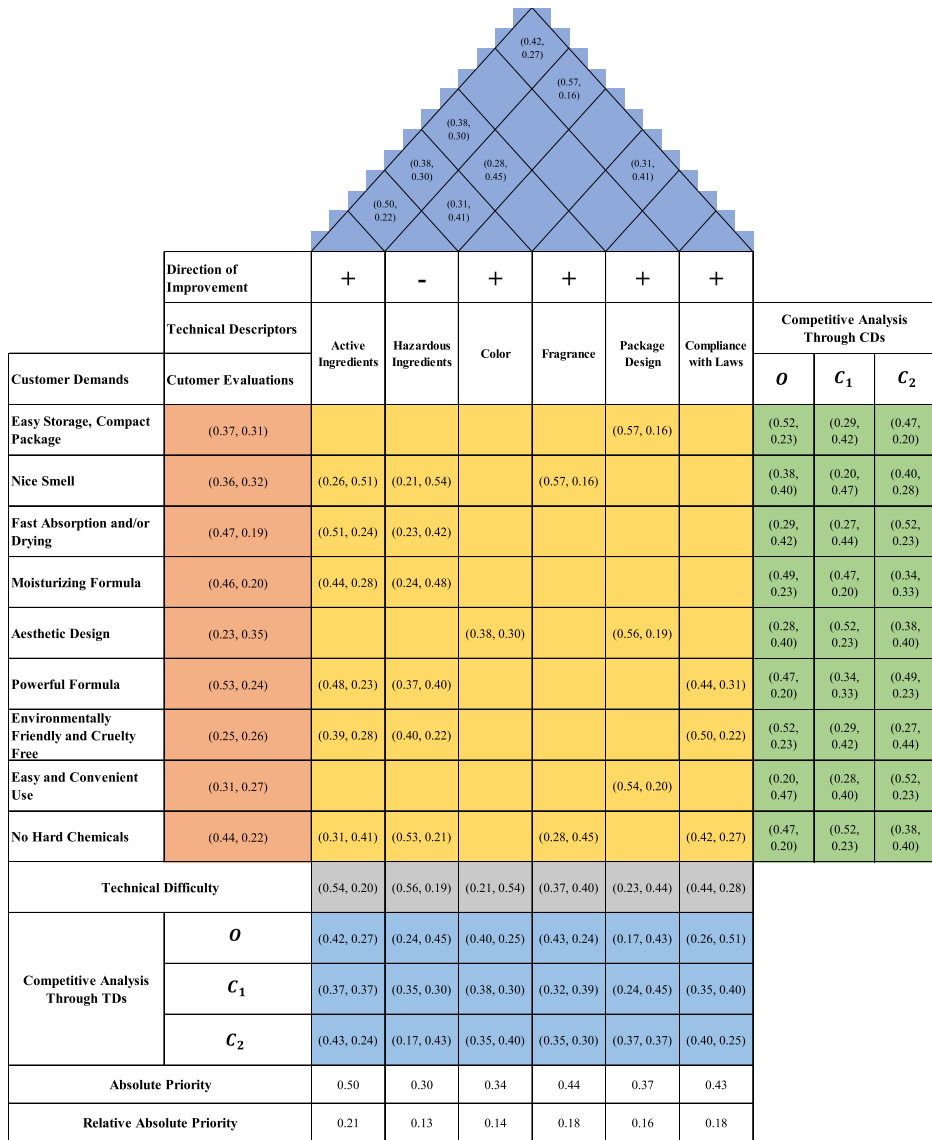 (0.42,
0.27)
(0.57,
0.16)
(0.38,
0.30)
(0.38,
0.30)
(0.28,
0.45)
(0.31,
0.41)
(0.50,
0.22)
(0.31,
0.41)
Direction of
Improvement
+ - + + + +
Technical Descriptors
Active
Ingredients
Hazardous
Ingredients
Color
Fragrance
Package
Design
Compliance
with Laws
Competitive Analysis
Through CDs
Customer Demands
Cutomer Evaluations
O C1 C2
Easy Storage, Compact
Package
(0.37, 0.31) (0.57, 0.16)
(0.52, (0.29, (0.47,
0.23) 0.42) 0.20)
Nice Smell (0.36, 0.32) (0.26, 0.51) (0.21, 0.54) (0.57, 0.16)
(0.38, (0.20, (0.40,
0.40) 0.47) 0.28)
Fast Absorption and/or
Drying
(0.47, 0.19) (0.51, 0.24) (0.23, 0.42)
(0.29, (0.27, (0.52,
0.42) 0.44) 0.23)
Moisturizing Formula (0.46, 0.20) (0.44, 0.28) (0.24, 0.48)
(0.49, (0.47, (0.34,
0.23) 0.20) 0.33)
Aesthetic Design (0.23, 0.35) (0.38, 0.30) (0.56, 0.19)
(0.28, (0.52, (0.38,
0.40) 0.23) 0.40)
Powerful Formula (0.53, 0.24) (0.48, 0.23) (0.37, 0.40) (0.44, 0.31)
(0.47, (0.34, (0.49,
0.20) 0.33) 0.23)
Environmentally
Friendly and Cruelty
Free
(0.25, 0.26) (0.39, 0.28) (0.40, 0.22) (0.50, 0.22)
(0.52, (0.29, (0.27,
0.23) 0.42) 0.44)
Easy and Convenient
Use
(0.31, 0.27) (0.54, 0.20)
(0.20, (0.28, (0.52,
0.47) 0.40) 0.23)
No Hard Chemicals (0.44, 0.22) (0.31, 0.41) (0.53, 0.21) (0.28, 0.45) (0.42, 0.27)
(0.47, (0.52, (0.38,
0.20) 0.23) 0.40)
Technical Difficulty (0.54, 0.20) (0.56, 0.19) (0.21, 0.54) (0.37, 0.40) (0.23, 0.44) (0.44, 0.28)
Competitive Analysis
Through TDs
O (0.42, 0.27) (0.24, 0.45) (0.40, 0.25) (0.43, 0.24) (0.17, 0.43) (0.26, 0.51)
C1 (0.37, 0.37) (0.35, 0.30) (0.38, 0.30) (0.32, 0.39) (0.24, 0.45) (0.35, 0.40)
C2 (0.43, 0.24) (0.17, 0.43) (0.35, 0.40) (0.35, 0.30) (0.37, 0.37) (0.40, 0.25)
Absolute Priority 0.50 0.30 0.34 0.44 0.37 0.43
Relative Absolute Priority 0.21 0.13 0.14 0.18 0.16 0.18